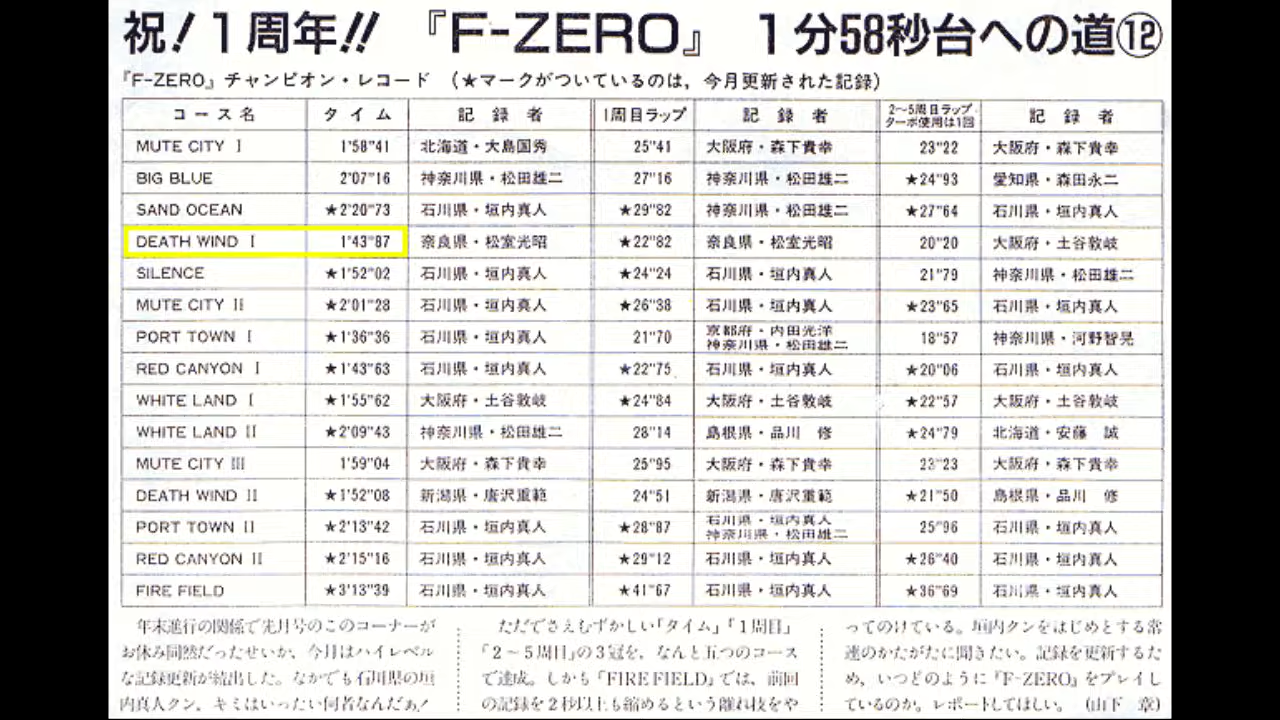 祝!1周年!! 『F-ZERO』 1分58秒台への道⑫
『F-ZERO』チャンピオン・レコード (★マークがついているのは,今月更新された記録)
コース名 タイム 記録者 1周目ラップ 記録者 2〜5周目ラップ ターボ使用は1回 記録者
MUTE CITY I 1'58"41 北海道・大島国秀 25"41 大阪府・森下貴幸 23"22 大阪府・森下貴幸
BIG BLUE 2'07"16 神奈川県・松田雄二 27"16 神奈川県・松田雄二 ★24"93 愛知県・森田永二
SAND OCEAN ★2'20"73 石川県・垣内真人 ★29"82 神奈川県・松田雄二 ★27"64 石川県・垣内真人
DEATH WIND I 1'43"87 奈良県・松室光昭 ★22"82 奈良県・松室光昭 20"20 大阪府・土谷敦岐
SILENCE ★1'52"02 石川県・垣内真人 ★24"24 石川県・垣内真人 21"79 神奈川県・松田雄二
MUTE CITY II ★2'01"28 石川県・垣内真人 ★26"38 石川県・垣内真人 ★23"65 石川県・垣内真人
PORT TOWN I ★1'36"36 石川県・垣内真人 21"70 京都府・内田光洋 神奈川県・松田雄二 18"57 神奈川県・河野智晃
RED CANYON I ★1'43"63 石川県・垣内真人 ★22"75 石川県・垣内真人 ★20"06 石川県・垣内真人
WHITE LAND I ★1'55"62 大阪府・土谷敦岐 ★24"84 大阪府・土谷敦岐 ★22"57 大阪府・土谷敦岐
WHITE LAND II ★2'09"43 神奈川県・松田雄二 28"14 島根県・品川 修 ★24"79 北海道・安藤 誠
MUTE CITY III 1'59"04 大阪府・森下貴幸 25"95 大阪府・森下貴幸 23"23 大阪府・森下貴幸
DEATH WIND II ★1'52"08 新潟県・唐沢重範 24"51 新潟県・唐沢重範 ★21"50 島根県・品川 修
PORT TOWN II ★2'13"42 石川県・垣内真人 ★28"87 石川県・垣内真人 神奈川県・松田雄二 25"96 石川県・垣内真人
RED CANYON II ★2'15"16 石川県・垣内真人 ★29"12 石川県・垣内真人 ★26"40 石川県・垣内真人
FIRE FIELD ★3'13"39 石川県・垣内真人 ★41"67 石川県・垣内真人 ★36"69 石川県・垣内真人
年末進行の関係で先月号のこのコーナーが
お休み同然だったせいか、今月はハイレベル
な記録更新が続出した。なかでも石川県の垣
内真人クン、キミはいったい何者なんだぁ!
ただでさえむずかしい「タイム」「1周目」
「2〜5周目」の3冠を、なんと五つのコース
で達成。しかも「FIRE FIELD」では、前回
の記録を2秒以上も縮めるという離れ技をや
ってのけている。垣内クンをはじめとする常
連のかたがたに聞きたい。記録を更新するた
め、いつどのように『F-ZERO』をプレイし
ているのか。レポートしてほしい。 (山下 章)